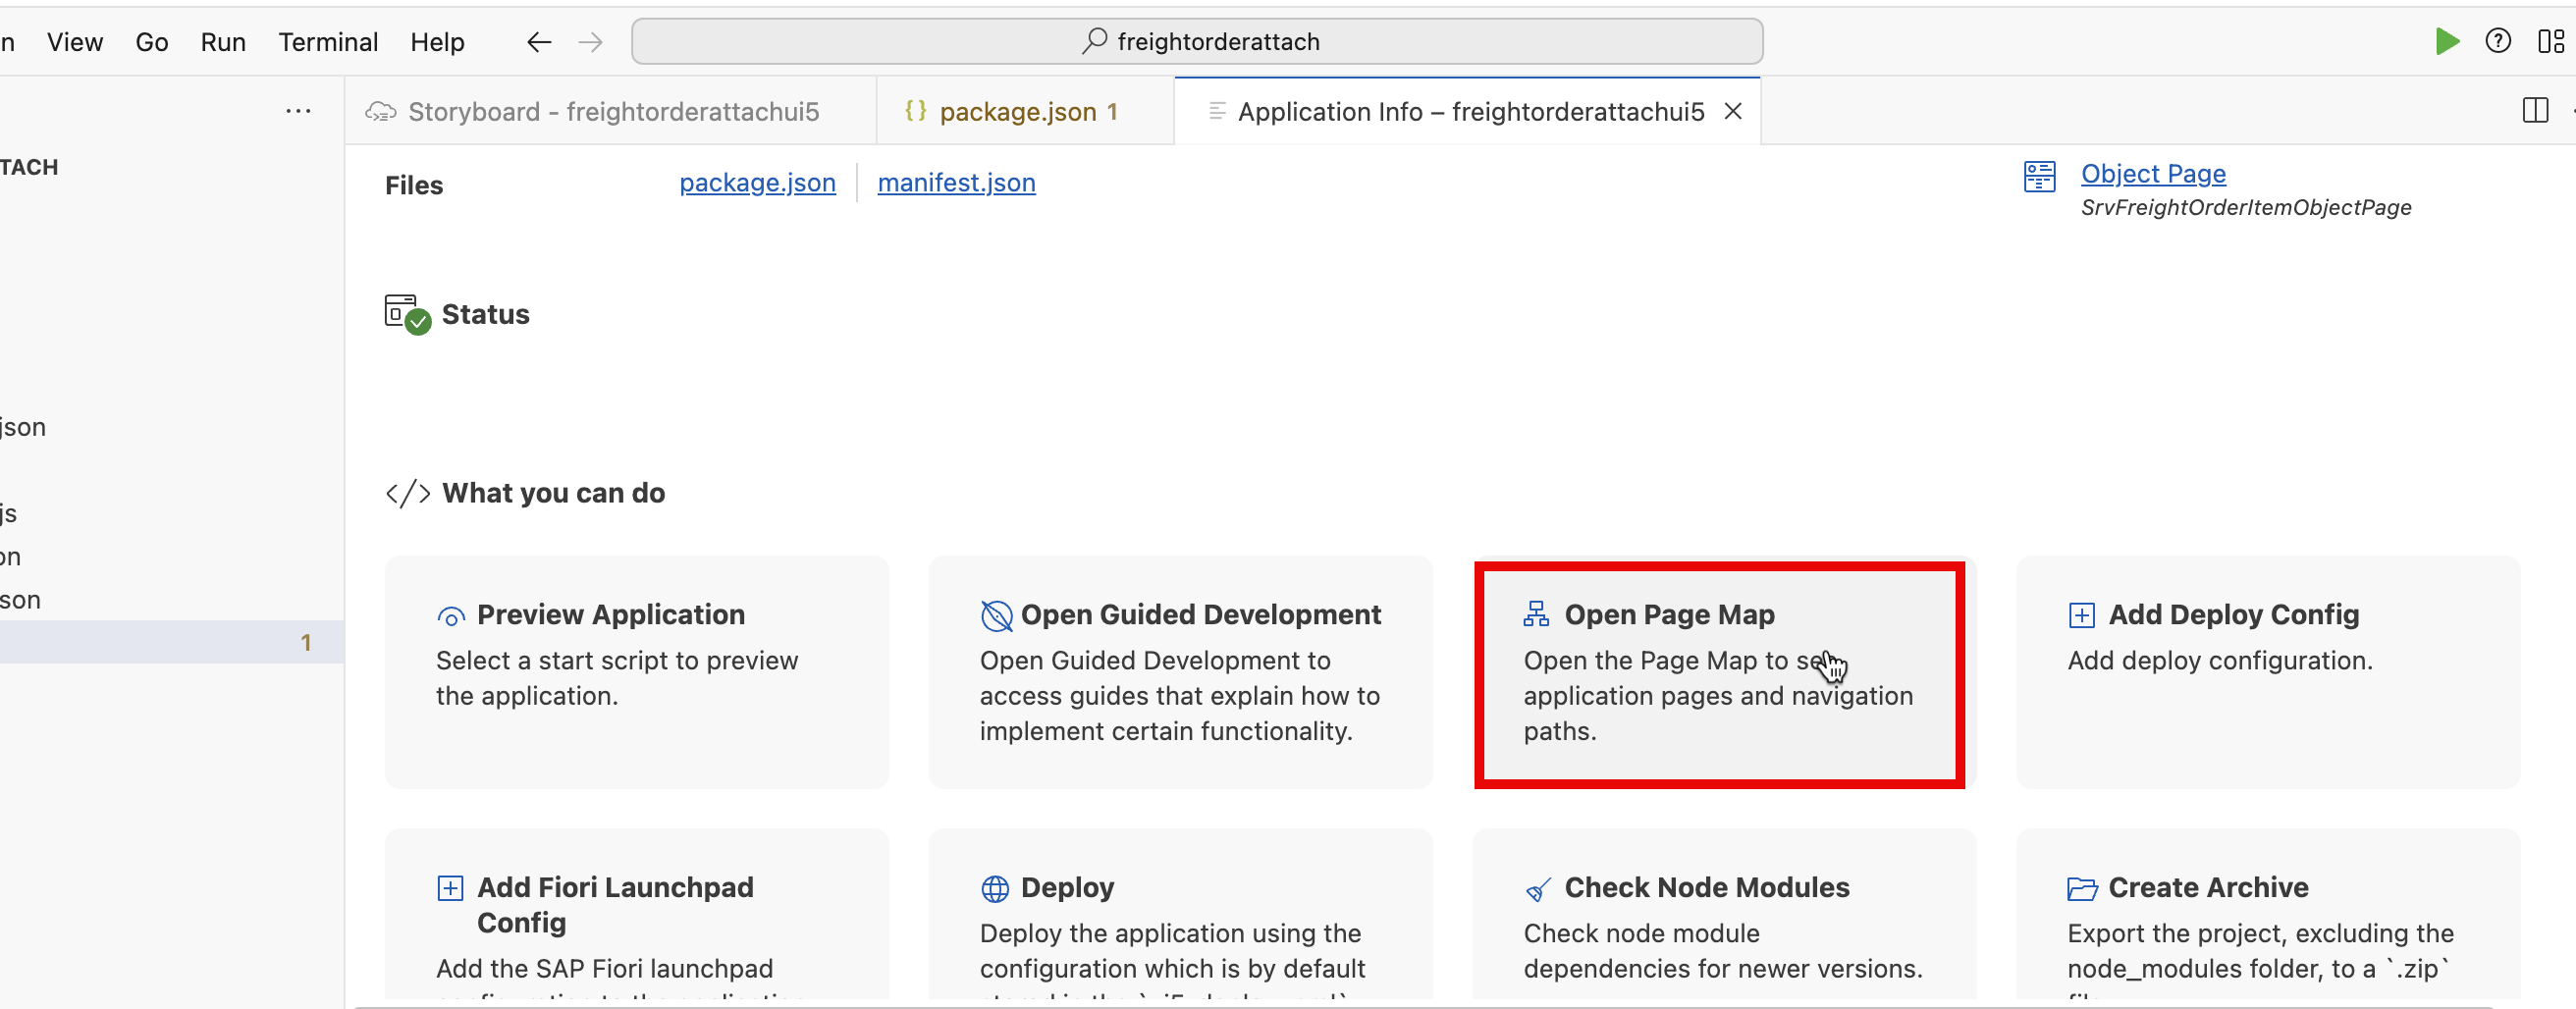 n View Go Run Terminal Help freightorderattach
Storyboard - freightorderattachui5 package.json 1 Application Info – freightorderattachui5
TACH
json
js
on
son
1
Files package.json manifest.json
Object Page
SrvFreightOrderItemObjectPage
Status
</> What you can do
Preview Application
Select a start script to preview
the application.
Open Guided Development
Open Guided Development to
access guides that explain how to
implement certain functionality.
Open Page Map
Open the Page Map to se
application pages and navigation
paths.
Add Deploy Config
Add deploy configuration.
Add Fiori Launchpad
Config
Add the SAP Fiori launchpad
Deploy
Deploy the application using the
configuration which is by default
Check Node Modules
Check node module
dependencies for newer versions.
Create Archive
Export the project, excluding the
node_modules folder, to a `.zip`